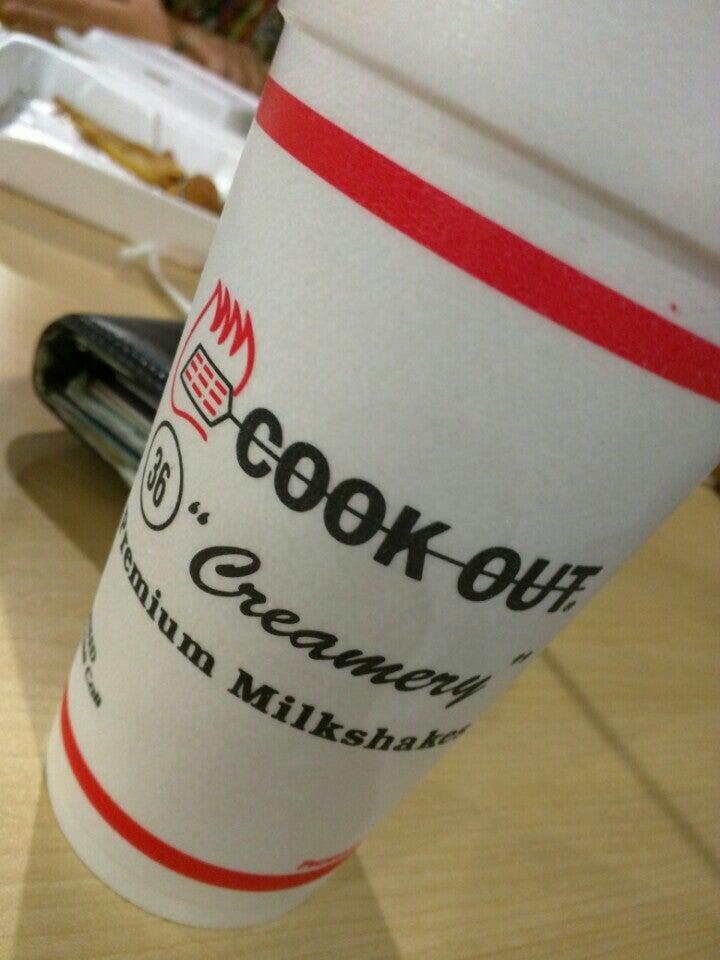 COOK OUT®
36
"Creamery"
Premium Milkshakes